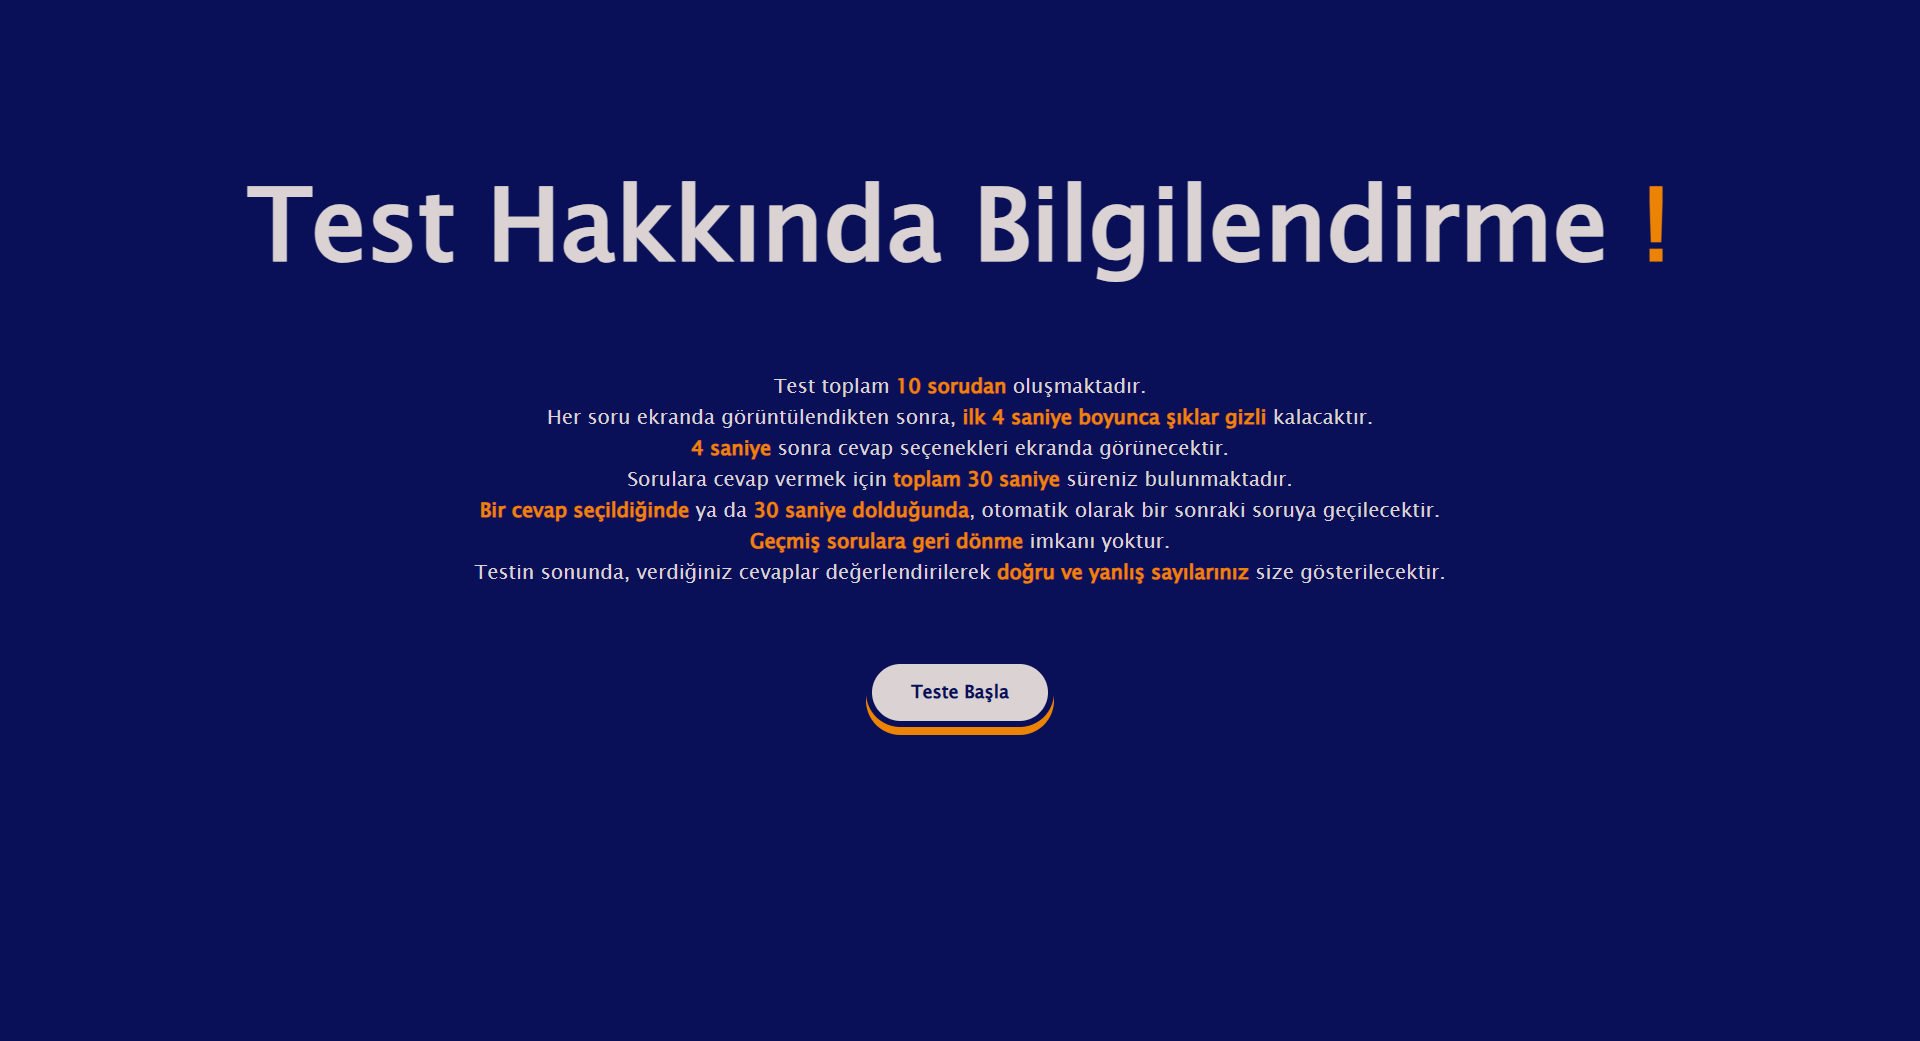 Test Hakkında Bilgilendirme !
Test toplam 10 sorudan oluşmaktadır.
Her soru ekranda görüntülendikten sonra, ilk 4 saniye boyunca şıklar gizli kalacaktır.
4 saniye sonra cevap seçenekleri ekranda görünecektir.
Sorulara cevap vermek için toplam 30 saniye süreniz bulunmaktadır.
Bir cevap seçildiğinde ya da 30 saniye dolduğunda, otomatik olarak bir sonraki soruya geçilecektir.
Geçmiş sorulara geri dönme imkanı yoktur.
Testin sonunda, verdiğiniz cevaplar değerlendirilerek doğru ve yanlış sayılarınız size gösterilecektir.
Teste Başla